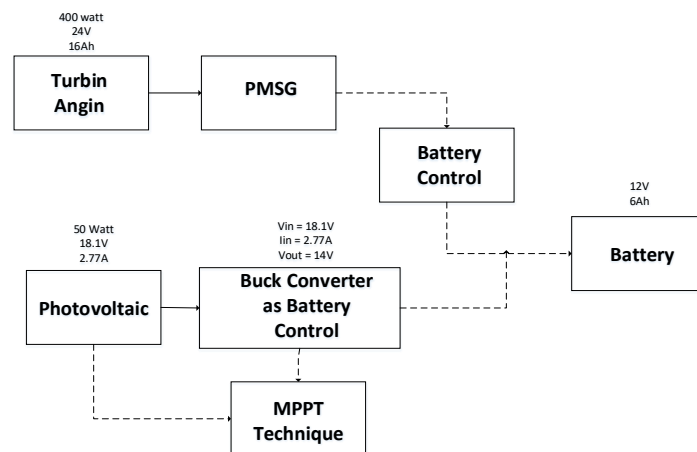 400 watt
24V
16Ah
Turbin
Angin
PMSG
Battery
Control
12V
6Ah
Battery
50 Watt
18.1V
2.77A
Photovoltaic
Vin = 18.1V
Iin = 2.77A
Vout = 14V
Buck Converter
as Battery
Control
MPPT
Technique